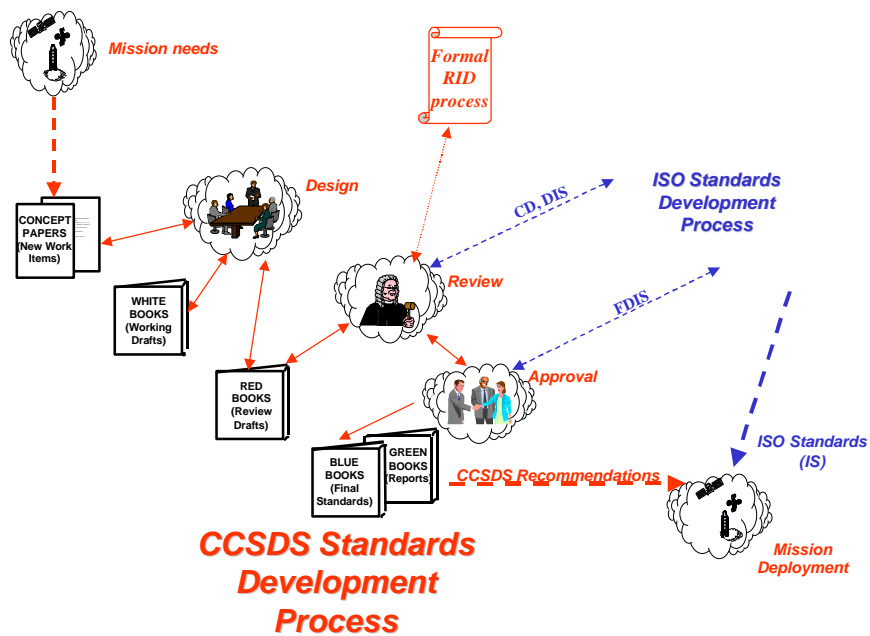 Mission needs
Formal
RID
process
CONCEPT
PAPERS
(New Work
Items)
Design
CD, DIS
ISO Standards
Development
Process
WHITE
BOOKS
(Working
Drafts)
Review
FDIS
RED
BOOKS
(Review
Drafts)
Approval
BLUE
BOOKS
(Final
Standards)
GREEN
BOOKS
(Reports)
CCSDS Recommendations
ISO Standards
(IS)
Mission
Deployment
CCSDS Standards
Development
Process